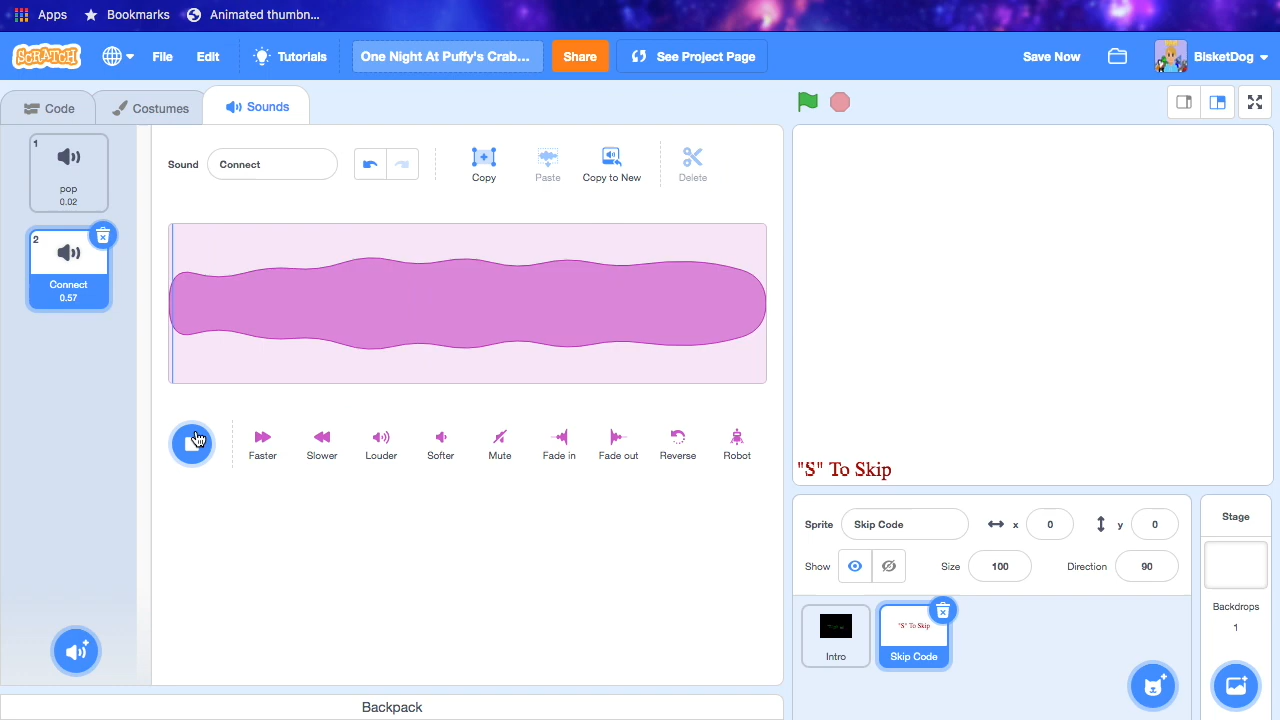 Apps Bookmarks Animated thumbn...
SCRATCH File Edit Tutorials One Night At Puffy's Crab... Share See Project Page Save Now BisketDog
Code Costumes Sounds
1
pop
0.02
2
Connect
0.57
Sound Connect Copy Paste Copy to New Delete
Faster Slower Louder Softer Mute Fade in Fade out Reverse Robot
"S" To Skip
Sprite Skip Code x 0 y 0
Show Size 100 Direction 90
Intro
"S" To Skip
Skip Code
Stage
Backdrops
1
Backpack